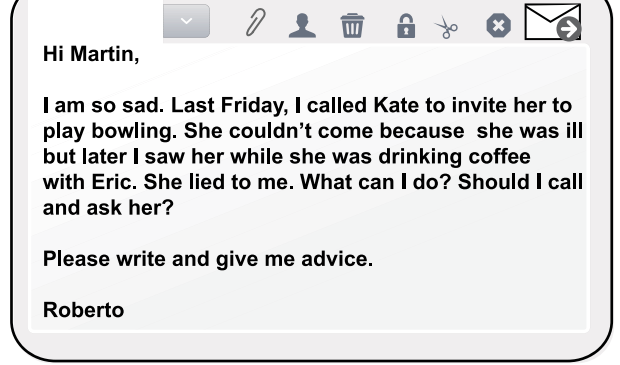 Hi Martin,
I am so sad. Last Friday, I called Kate to invite her to
play bowling. She couldn’t come because she was ill
but later I saw her while she was drinking coffee
with Eric. She lied to me. What can I do? Should I call
and ask her?
Please write and give me advice.
Roberto